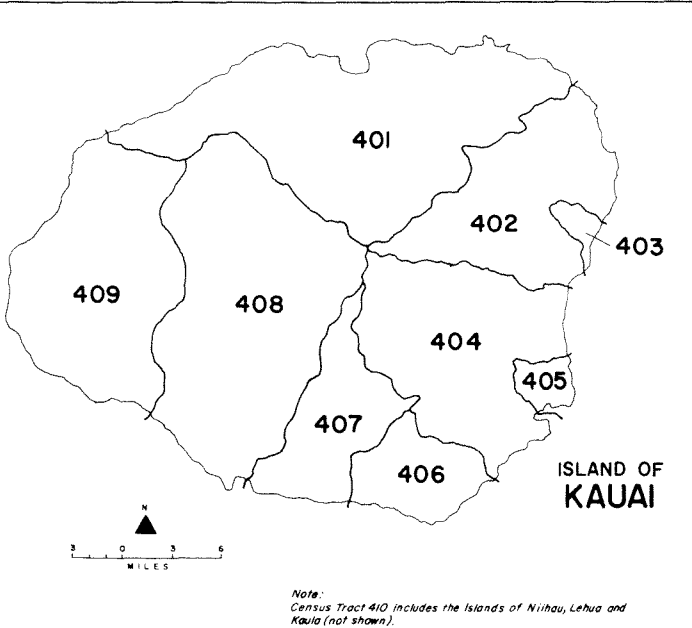 401
402
403
409
408
404
405
407
406
ISLAND OF
KAUAI
N
3 0 3 6
MILES
Note:
Census Tract 410 includes the Islands of Niihau, Lehua and
Kaula (not shown).